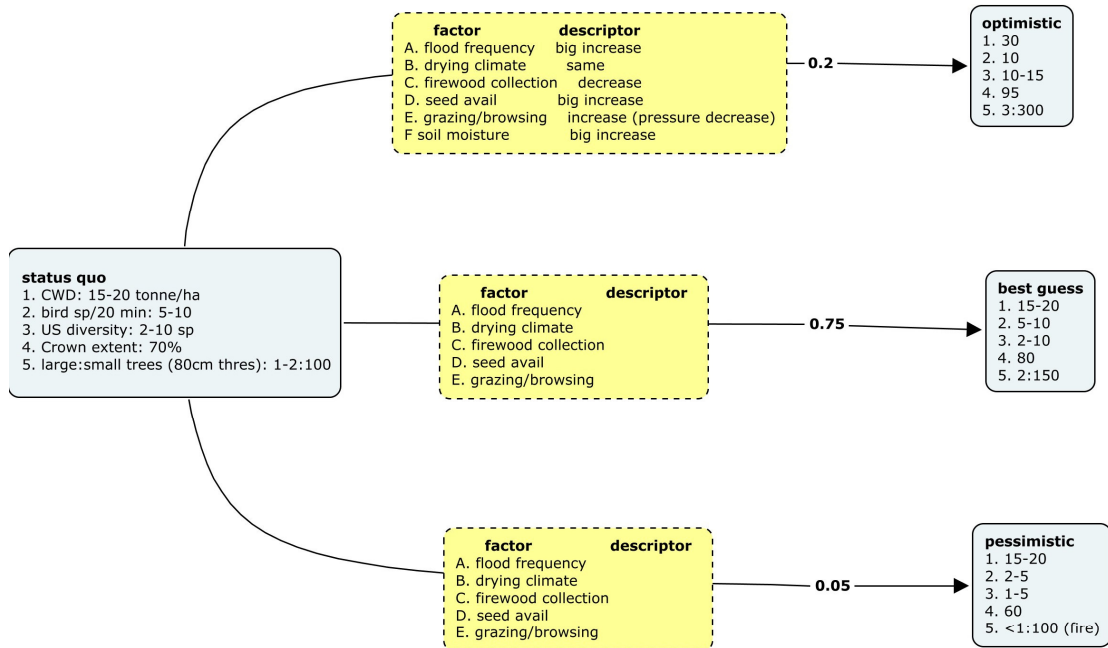 factor descriptor
A. flood frequency big increase
B. drying climate same
C. firewood collection decrease
D. seed avail big increase
E. grazing/browsing increase (pressure decrease)
F soil moisture big increase
0.2
optimistic
1. 30
2. 10
3. 10-15
4. 95
5. 3:300
status quo
1. CWD: 15-20 tonne/ha
2. bird sp/20 min: 5-10
3. US diversity: 2-10 sp
4. Crown extent: 70%
5. large:small trees (80cm thres): 1-2:100
factor descriptor
A. flood frequency
B. drying climate
C. firewood collection
D. seed avail
E. grazing/browsing
0.75
best guess
1. 15-20
2. 5-10
3. 2-10
4. 80
5. 2:150
factor descriptor
A. flood frequency
B. drying climate
C. firewood collection
D. seed avail
E. grazing/browsing
0.05
pessimistic
1. 15-20
2. 2-5
3. 1-5
4. 60
5. <1:100 (fire)